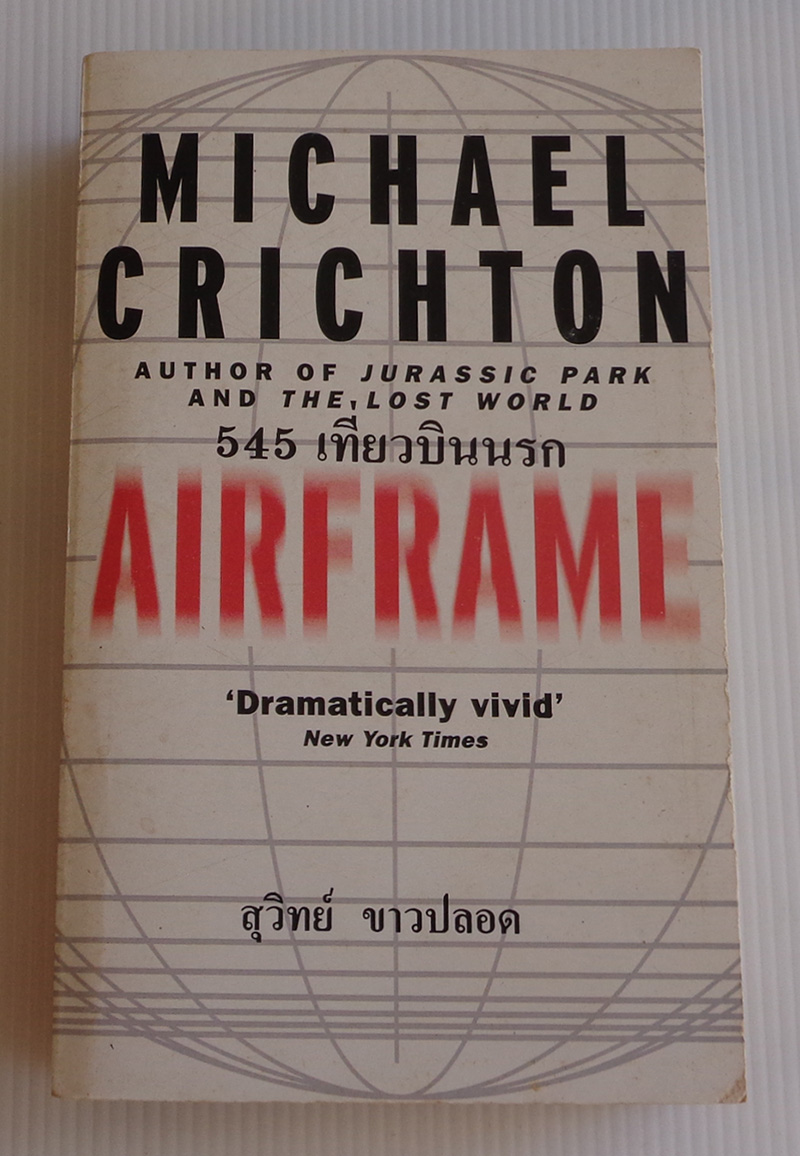 MICHAEL
CRICHTON
AUTHOR OF JURASSIC PARK
AND THE LOST WORLD
545 เที่ยวบินนรก
AIRFRAME
‘Dramatically vivid’
New York Times
สุวิทย์ ขาวปลอด